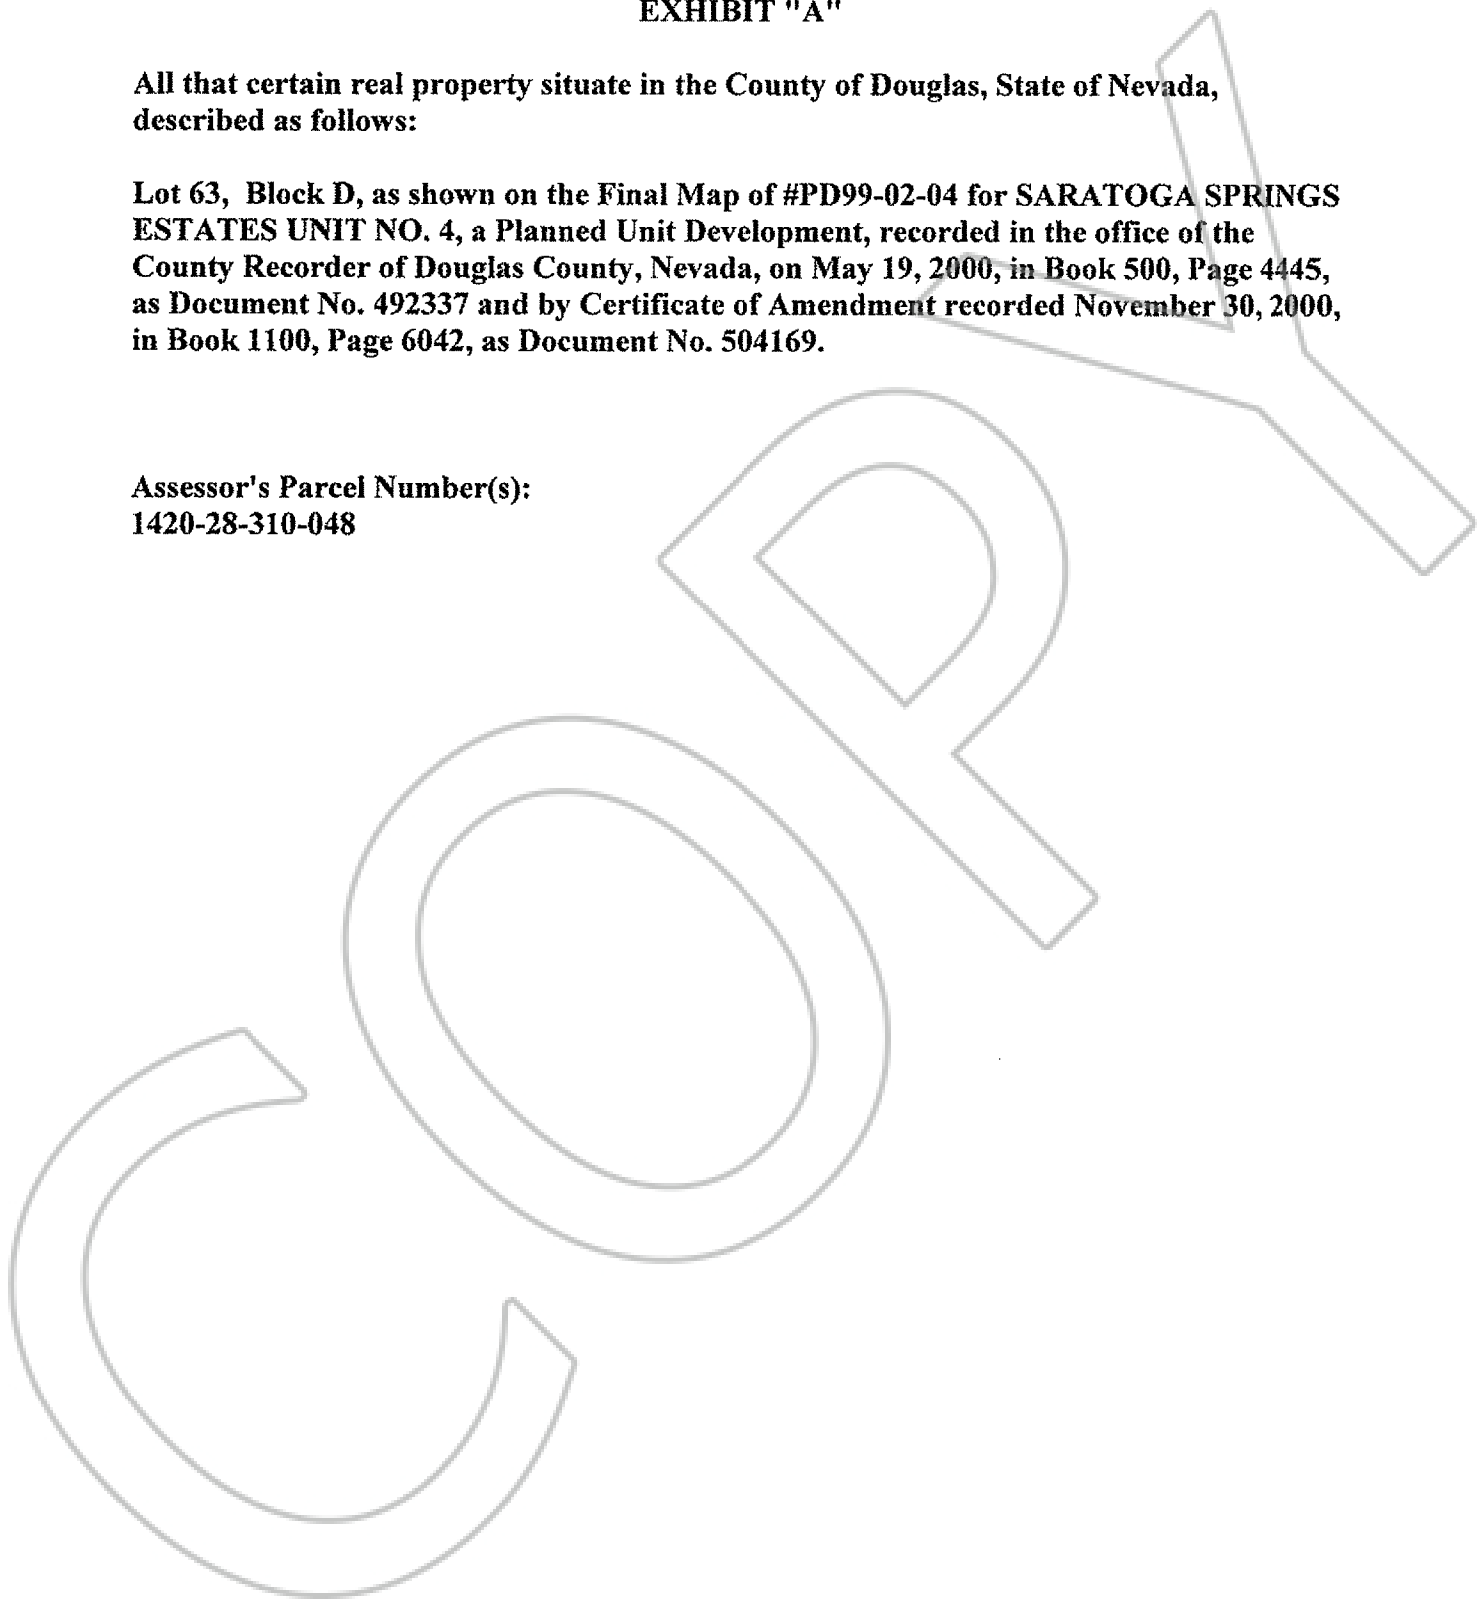 EXHIBIT "A"
All that certain real property situate in the County of Douglas, State of Nevada,
described as follows:
Lot 63, Block D, as shown on the Final Map of #PD99-02-04 for SARATOGA SPRINGS
ESTATES UNIT NO. 4, a Planned Unit Development, recorded in the office of the
County Recorder of Douglas County, Nevada, on May 19, 2000, in Book 500, Page 4445,
as Document No. 492337 and by Certificate of Amendment recorded November 30, 2000,
in Book 1100, Page 6042, as Document No. 504169.
Assessor's Parcel Number(s):
1420-28-310-048
COPY